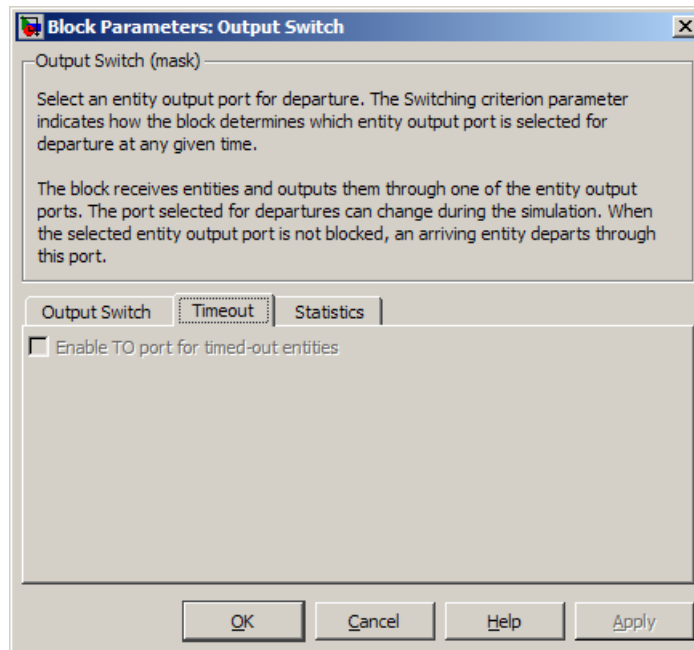 Block Parameters: Output Switch
Output Switch (mask)
Select an entity output port for departure. The Switching criterion parameter
indicates how the block determines which entity output port is selected for
departure at any given time.
The block receives entities and outputs them through one of the entity output
ports. The port selected for departures can change during the simulation. When
the selected entity output port is not blocked, an arriving entity departs through
this port.
Output Switch Timeout Statistics
Enable TO port for timed-out entities
OK Cancel Help Apply